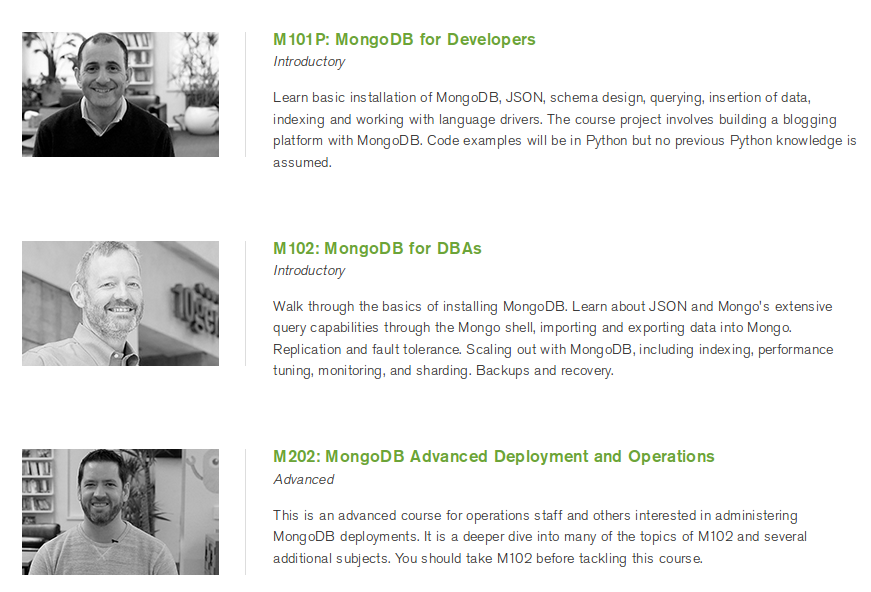 M101P: MongoDB for Developers
Introductory
Learn basic installation of MongoDB, JSON, schema design, querying, insertion of data,
indexing and working with language drivers. The course project involves building a blogging
platform with MongoDB. Code examples will be in Python but no previous Python knowledge is
assumed.
M102: MongoDB for DBAs
Introductory
Walk through the basics of installing MongoDB. Learn about JSON and Mongo's extensive
query capabilities through the Mongo shell, importing and exporting data into Mongo.
Replication and fault tolerance. Scaling out with MongoDB, including indexing, performance
tuning, monitoring, and sharding. Backups and recovery.
M202: MongoDB Advanced Deployment and Operations
Advanced
This is an advanced course for operations staff and others interested in administering
MongoDB deployments. It is a deeper dive into many of the topics of M102 and several
additional subjects. You should take M102 before tackling this course.